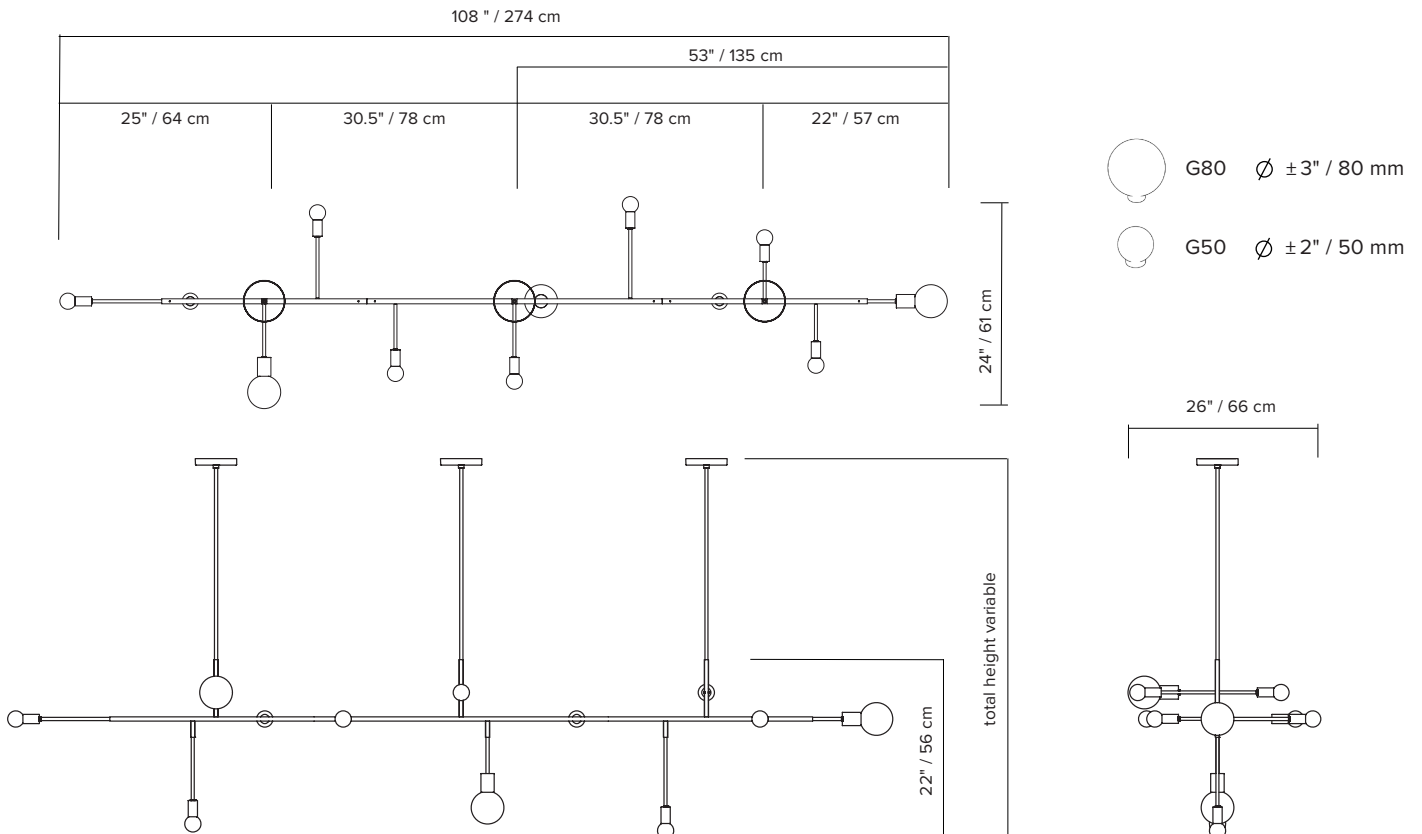 108 " / 274 cm
53" / 135 cm
25" / 64 cm
30.5" / 78 cm
30.5" / 78 cm
22" / 57 cm
G80 Ø ±3" / 80 mm
G50 Ø ±2" / 50 mm
24" / 61 cm
26" / 66 cm
total height variable
22" / 56 cm